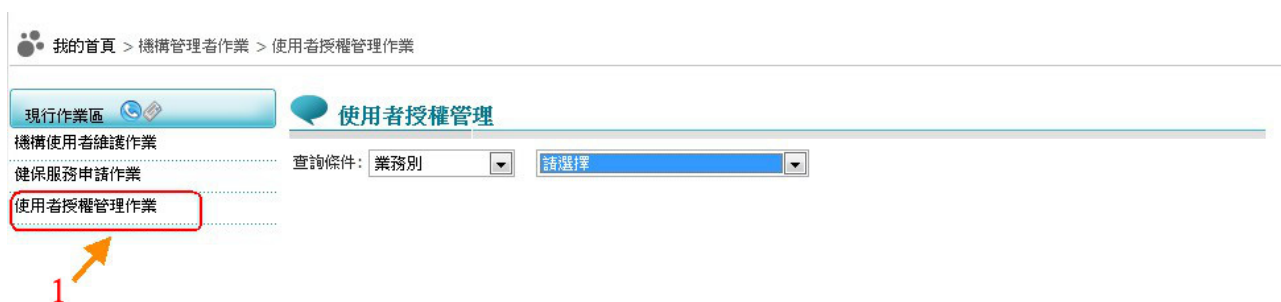 我的首頁 > 機構管理者作業 > 使用者授權管理作業
現行作業區
使用者授權管理
機構使用者維護作業
查詢條件: 業務別 請選擇
健保服務申請作業
使用者授權管理作業
1